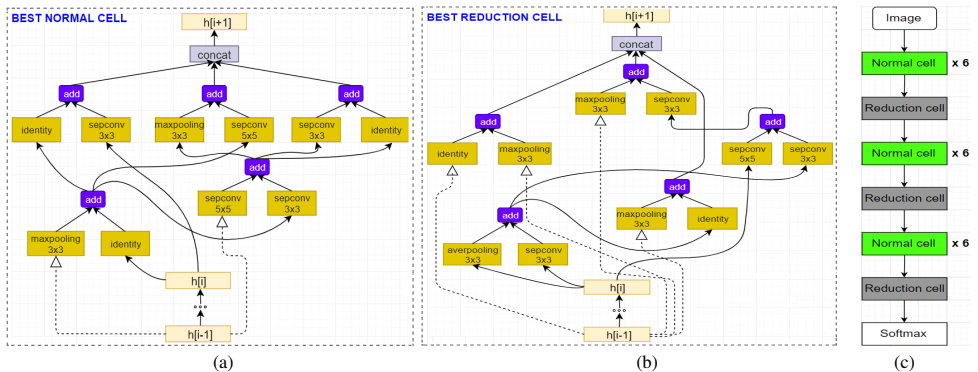 BEST NORMAL CELL
h[i+1]
concat
add
add
add
identity
sepconv
3x3
maxpooling
3x3
sepconv
5x5
sepconv
3x3
identity
add
add
sepconv
5x5
sepconv
3x3
maxpooling
3x3
identity
h[i]
h[i-1]
(a)
BEST REDUCTION CELL
h[i+1]
concat
add
maxpooling
3x3
sepconv
3x3
add
add
identity
maxpooling
3x3
sepconv
5x5
sepconv
3x3
add
add
maxpooling
3x3
identity
averpooling
3x3
sepconv
3x3
h[i]
h[i-1]
(b)
Image
Normal cell x 6
Reduction cell
Normal cell x 6
Reduction cell
Normal cell x 6
Reduction cell
Softmax
(c)